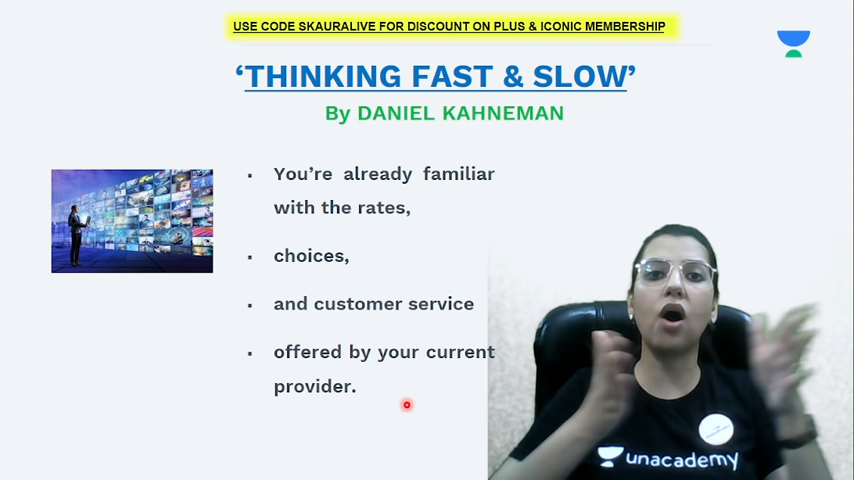 USE CODE SKAURALIVE FOR DISCOUNT ON PLUS & ICONIC MEMBERSHIP
‘THINKING FAST & SLOW’
By DANIEL KAHNEMAN
▪ You’re already familiar
with the rates,
▪ choices,
▪ and customer service
▪ offered by your current
provider.
unacademy